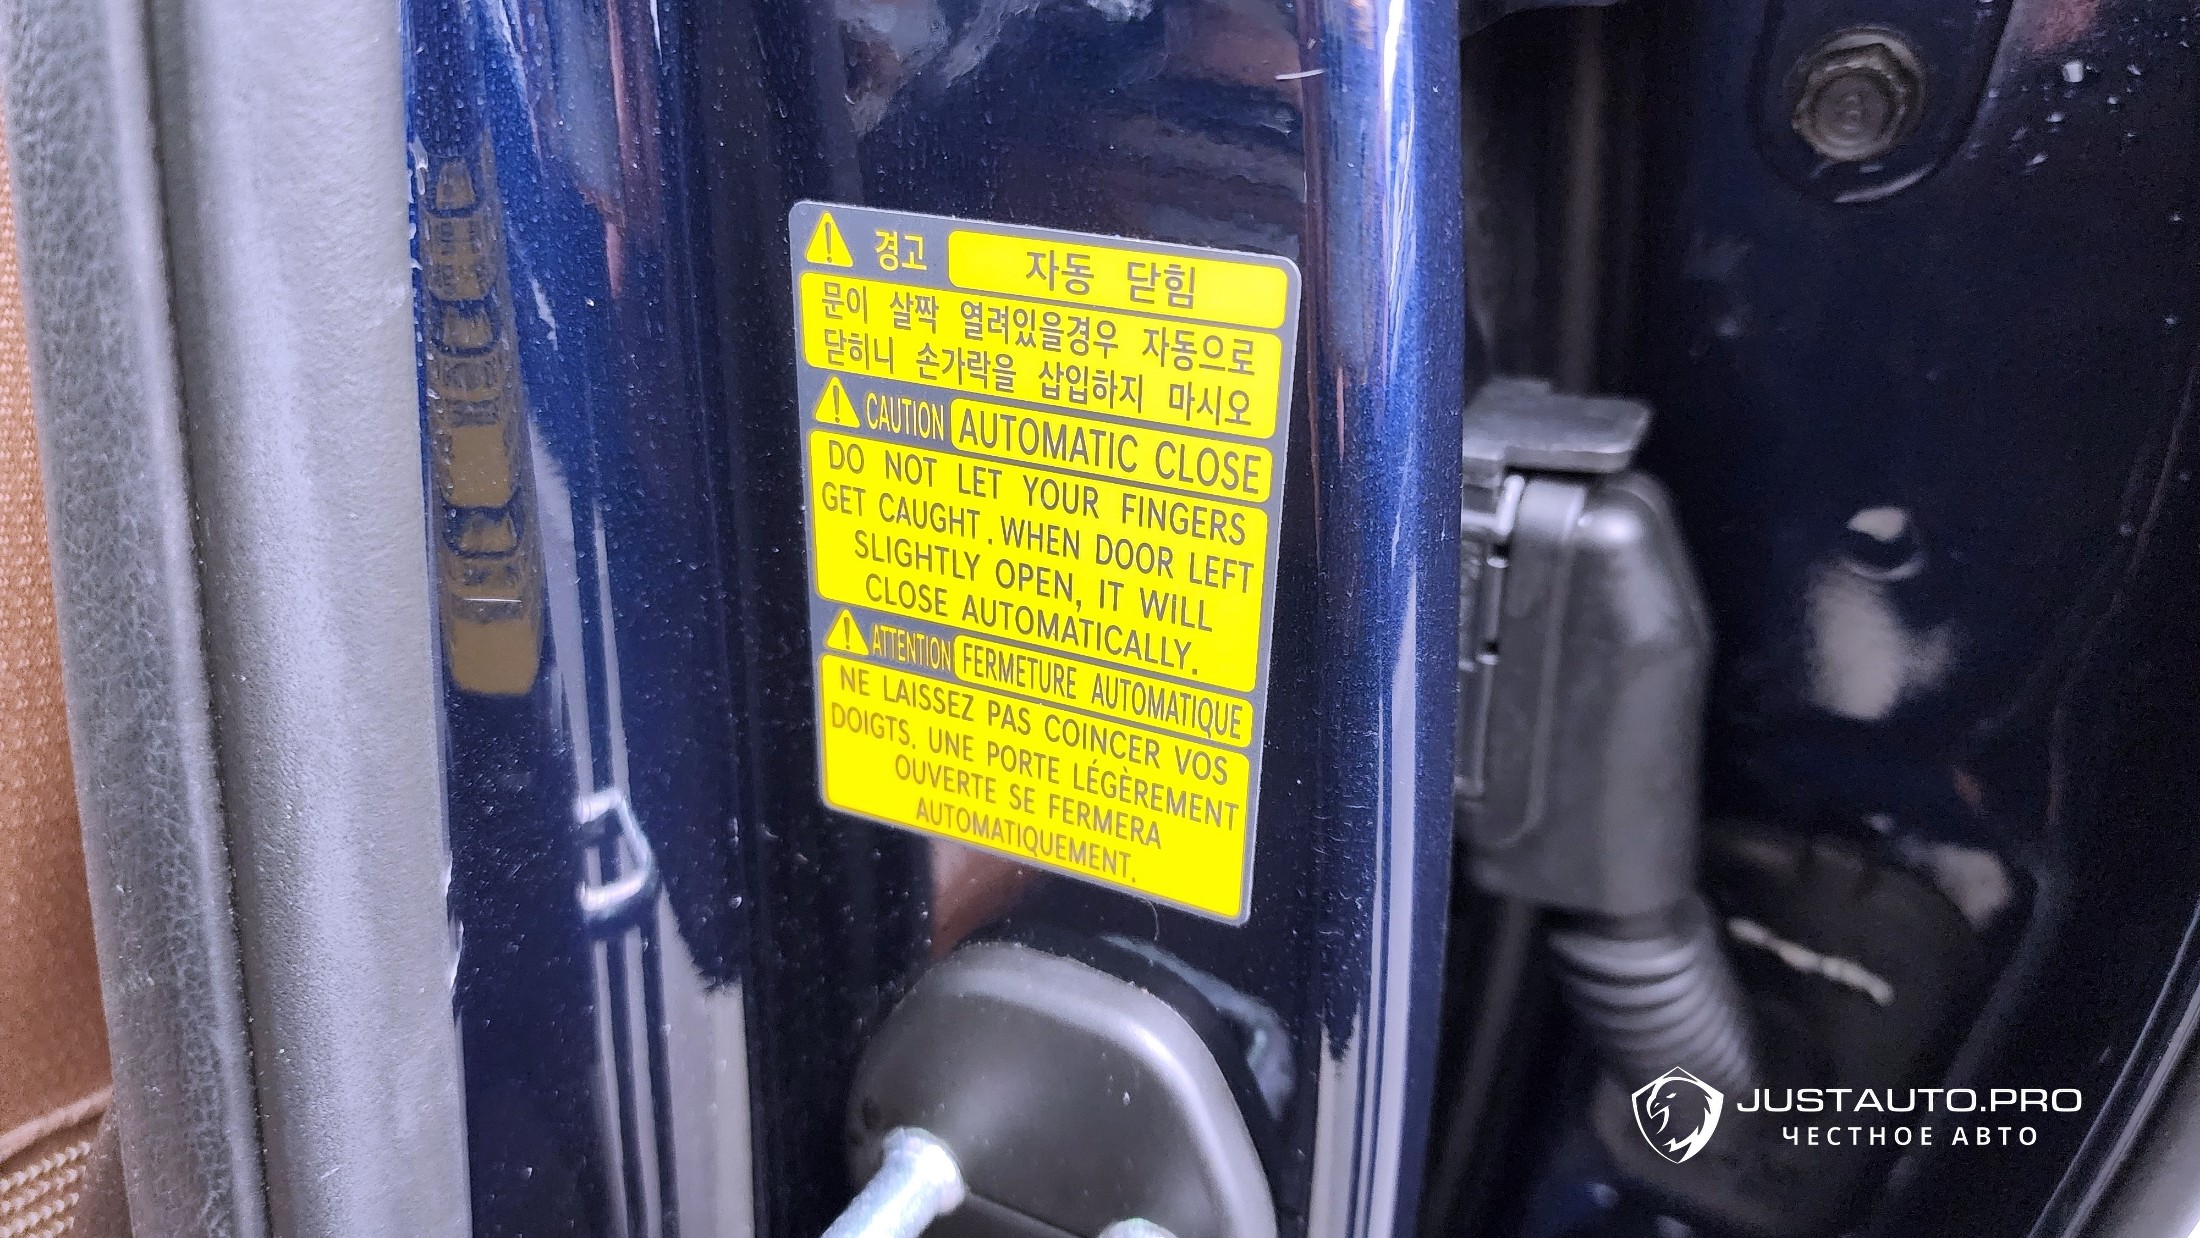 경고 자동 닫힘
문이 살짝 열려있을경우 자동으로
닫히니 손가락을 삽입하지 마시오
CAUTION AUTOMATIC CLOSE
DO NOT LET YOUR FINGERS
GET CAUGHT. WHEN DOOR LEFT
SLIGHTLY OPEN, IT WILL
CLOSE AUTOMATICALLY.
ATTENTION FERMETURE AUTOMATIQUE
NE LAISSEZ PAS COINCER VOS
DOIGTS. UNE PORTE LÉGÈREMENT
OUVERTE SE FERMERA
AUTOMATIQUEMENT.
JUSTAUTO.PRO
ЧЕСТНОЕ АВТО